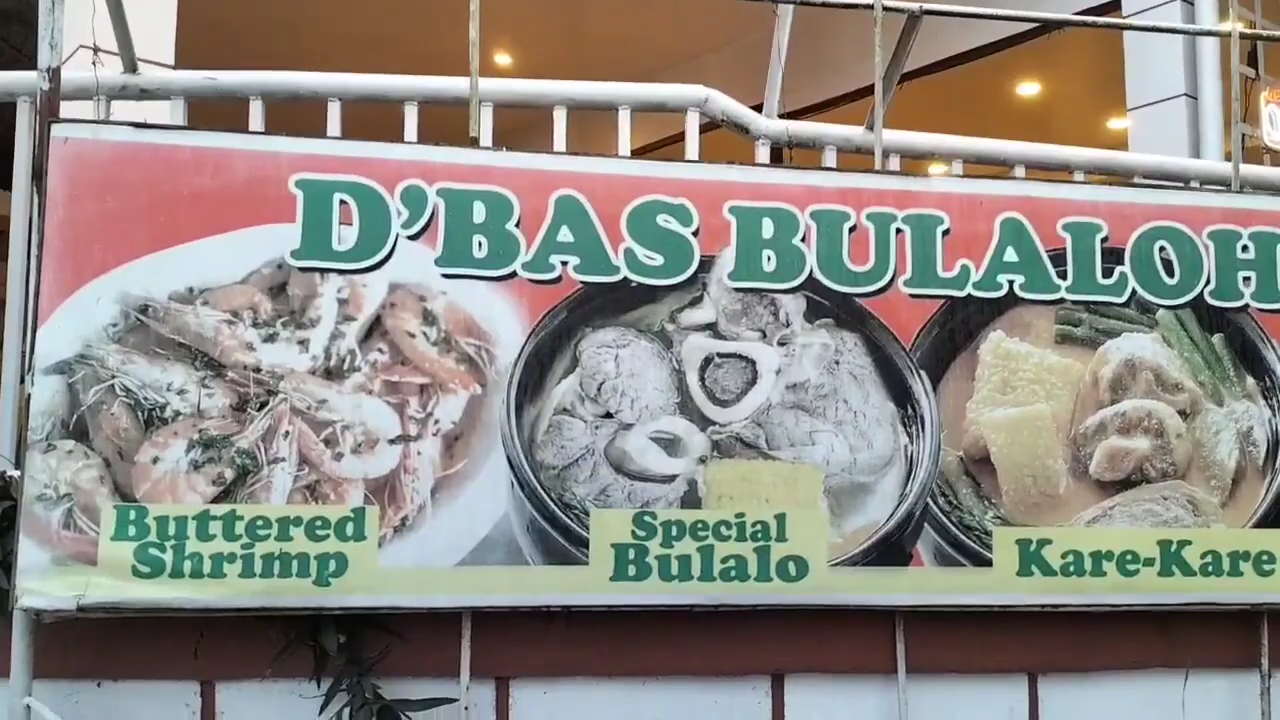 D'BAS BULALOH
Buttered
Shrimp
Special
Bulalo
Kare-Kare